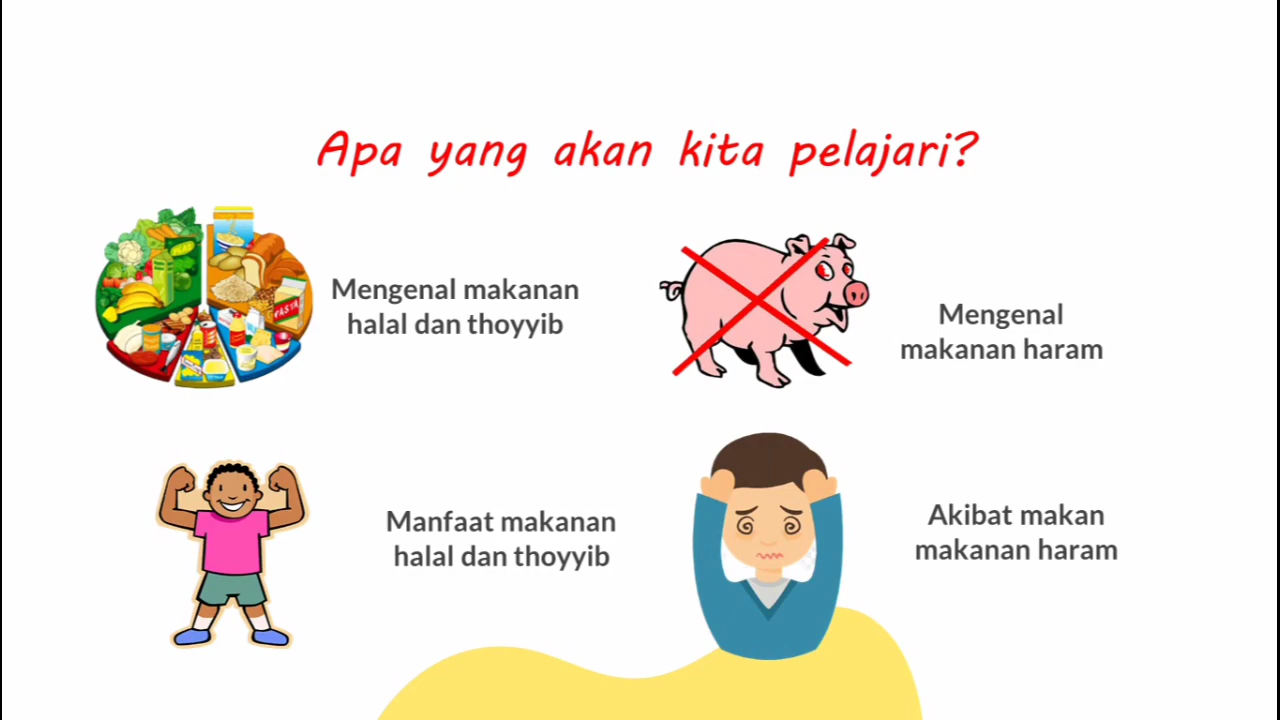 Apa yang akan kita pelajari?
Mengenal makanan
halal dan thoyyib
Mengenal
makanan haram
Manfaat makanan
halal dan thoyyib
Akibat makan
makanan haram
PASTA